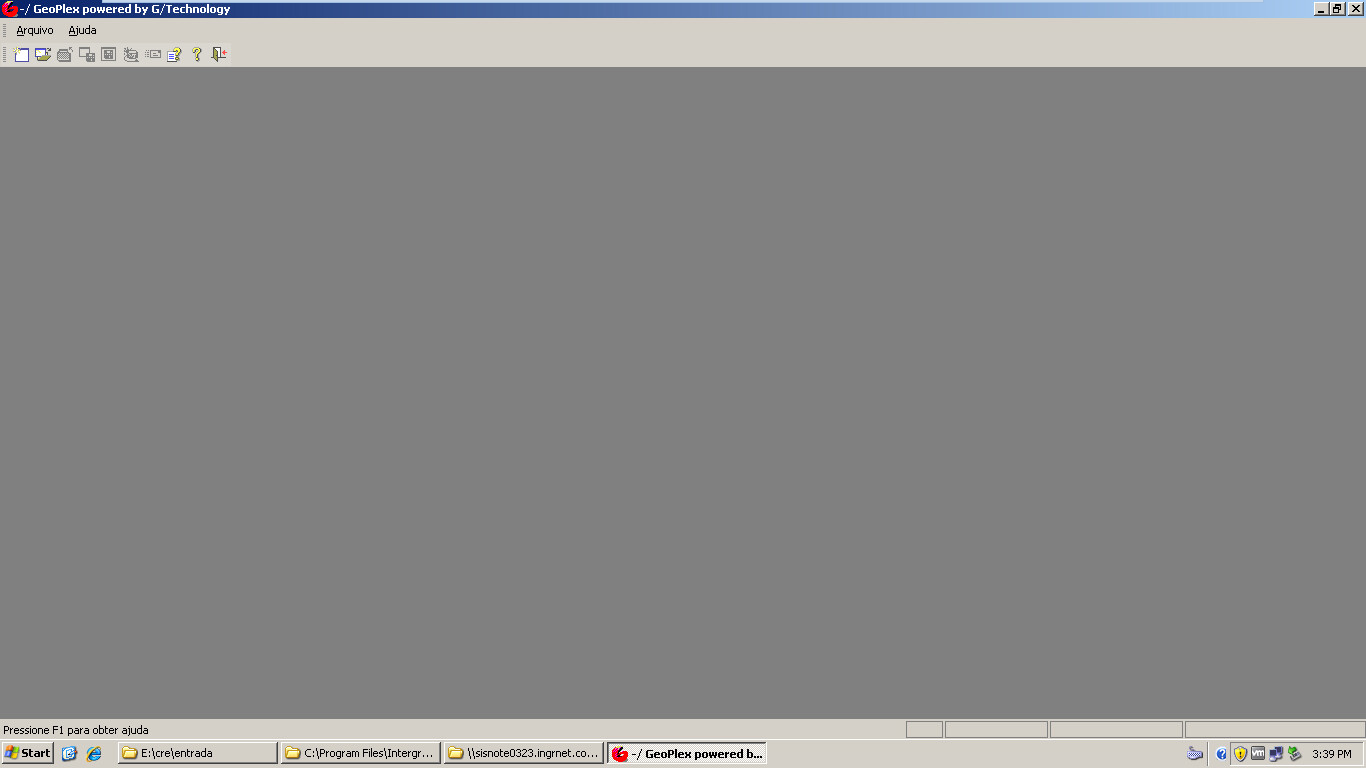 -/ GeoPlex powered by G/Technology
Arquivo Ajuda
Pressione F1 para obter ajuda
Start E:\cre\entrada C:\Program Files\Intergr... \\sisnote0323.ingrnet.co... -/ GeoPlex powered b... 3:39 PM